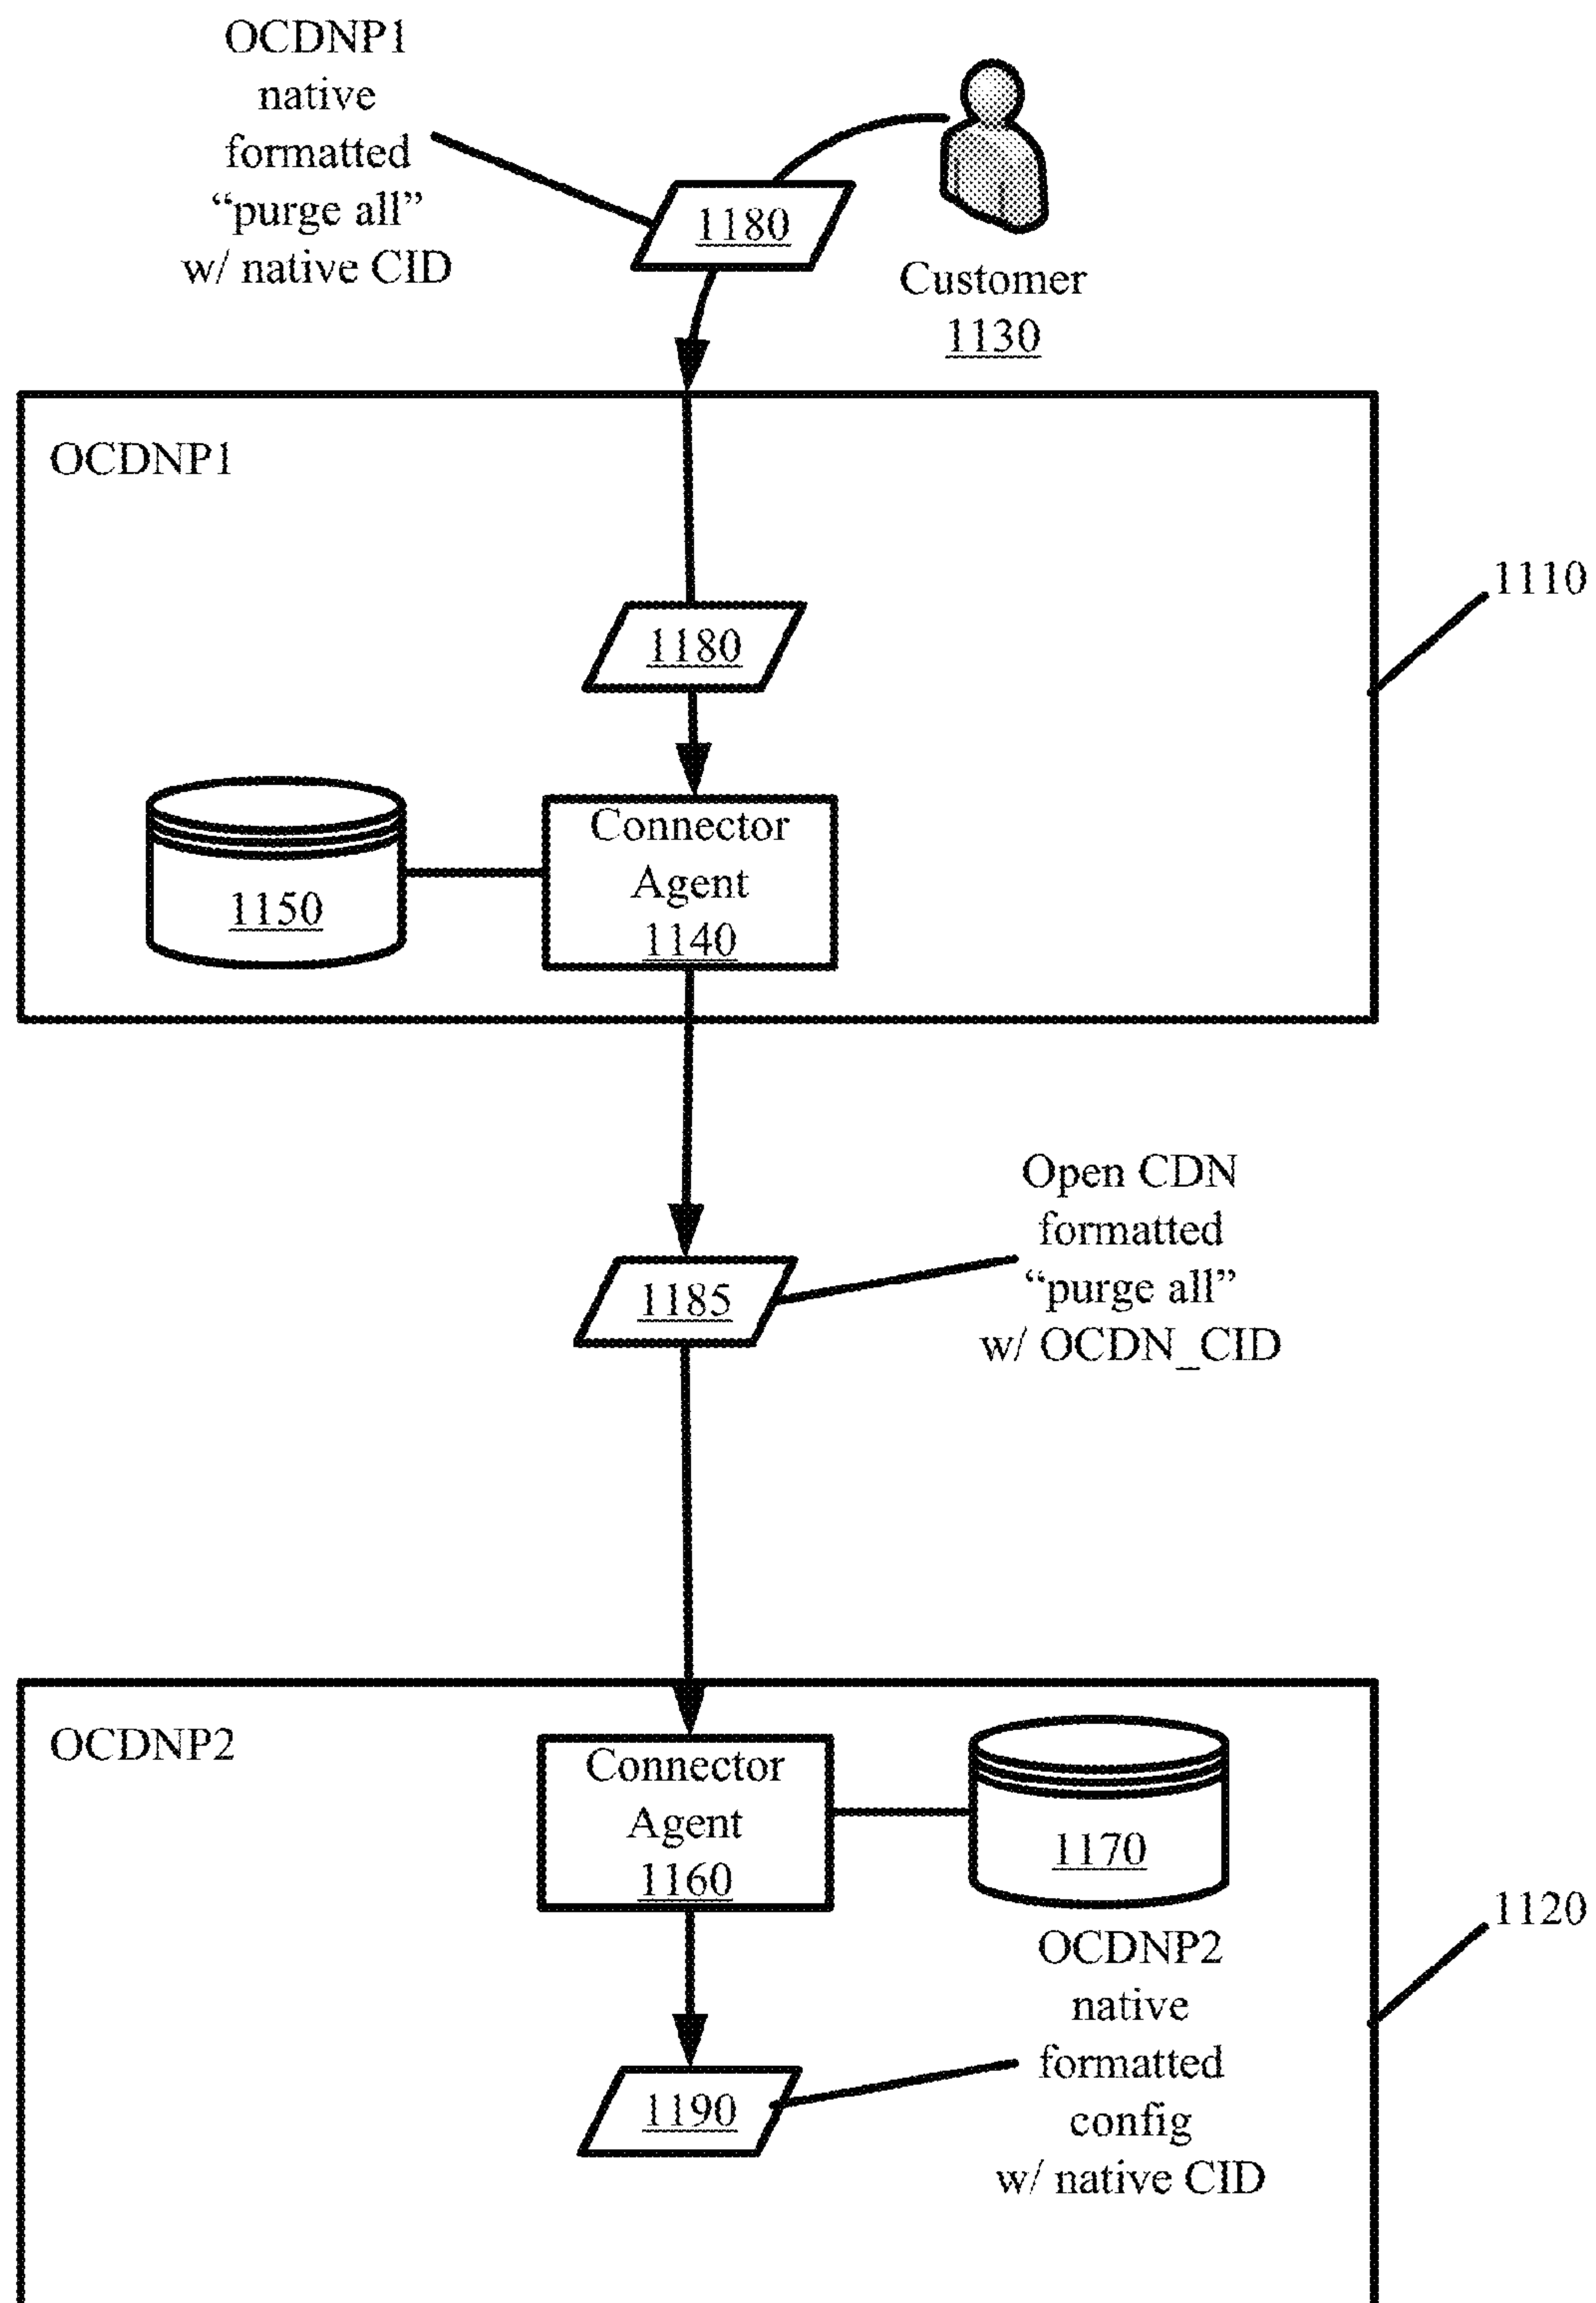 OCDNP1
native
formatted
“purge all”
w/ native CID
1180
Customer
1130
OCDNP1
1110
1180
Connector
Agent
1140
1150
Open CDN
formatted
“purge all”
w/ OCDN_CID
1185
OCDNP2
Connector
Agent
1160
1170
1120
OCDNP2
native
formatted
config
w/ native CID
1190